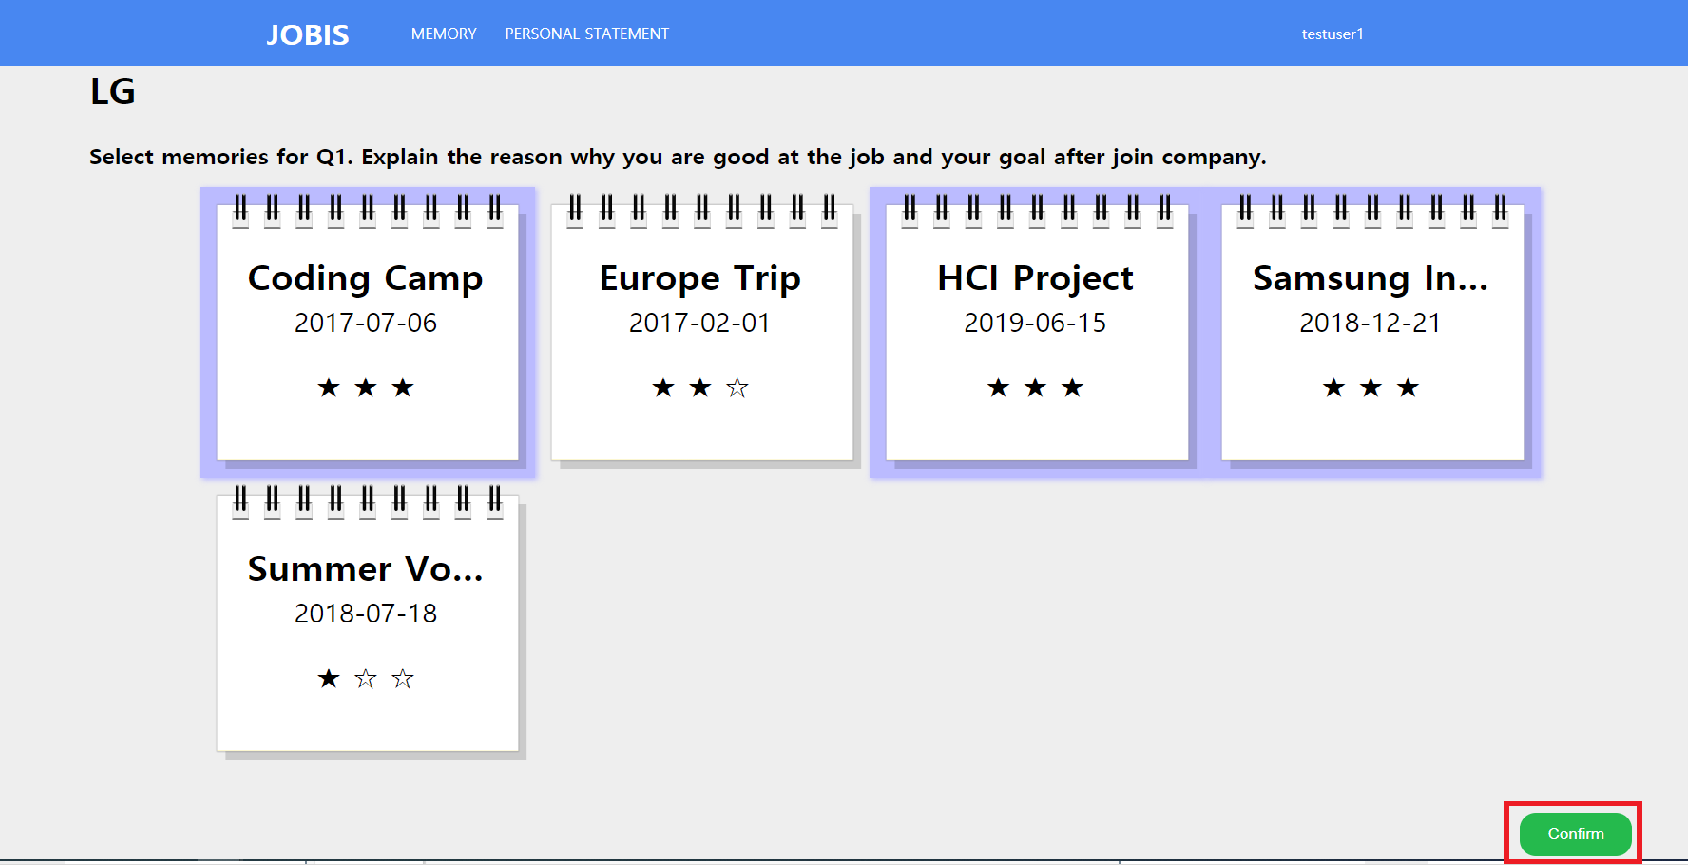 JOBIS MEMORY PERSONAL STATEMENT testuser1
LG
Select memories for Q1. Explain the reason why you are good at the job and your goal after join company.
Coding Camp
2017-07-06
★ ★ ★
Europe Trip
2017-02-01
★ ★ ☆
HCI Project
2019-06-15
★ ★ ★
Samsung In...
2018-12-21
★ ★ ★
Summer Vo...
2018-07-18
★ ☆ ☆
Confirm